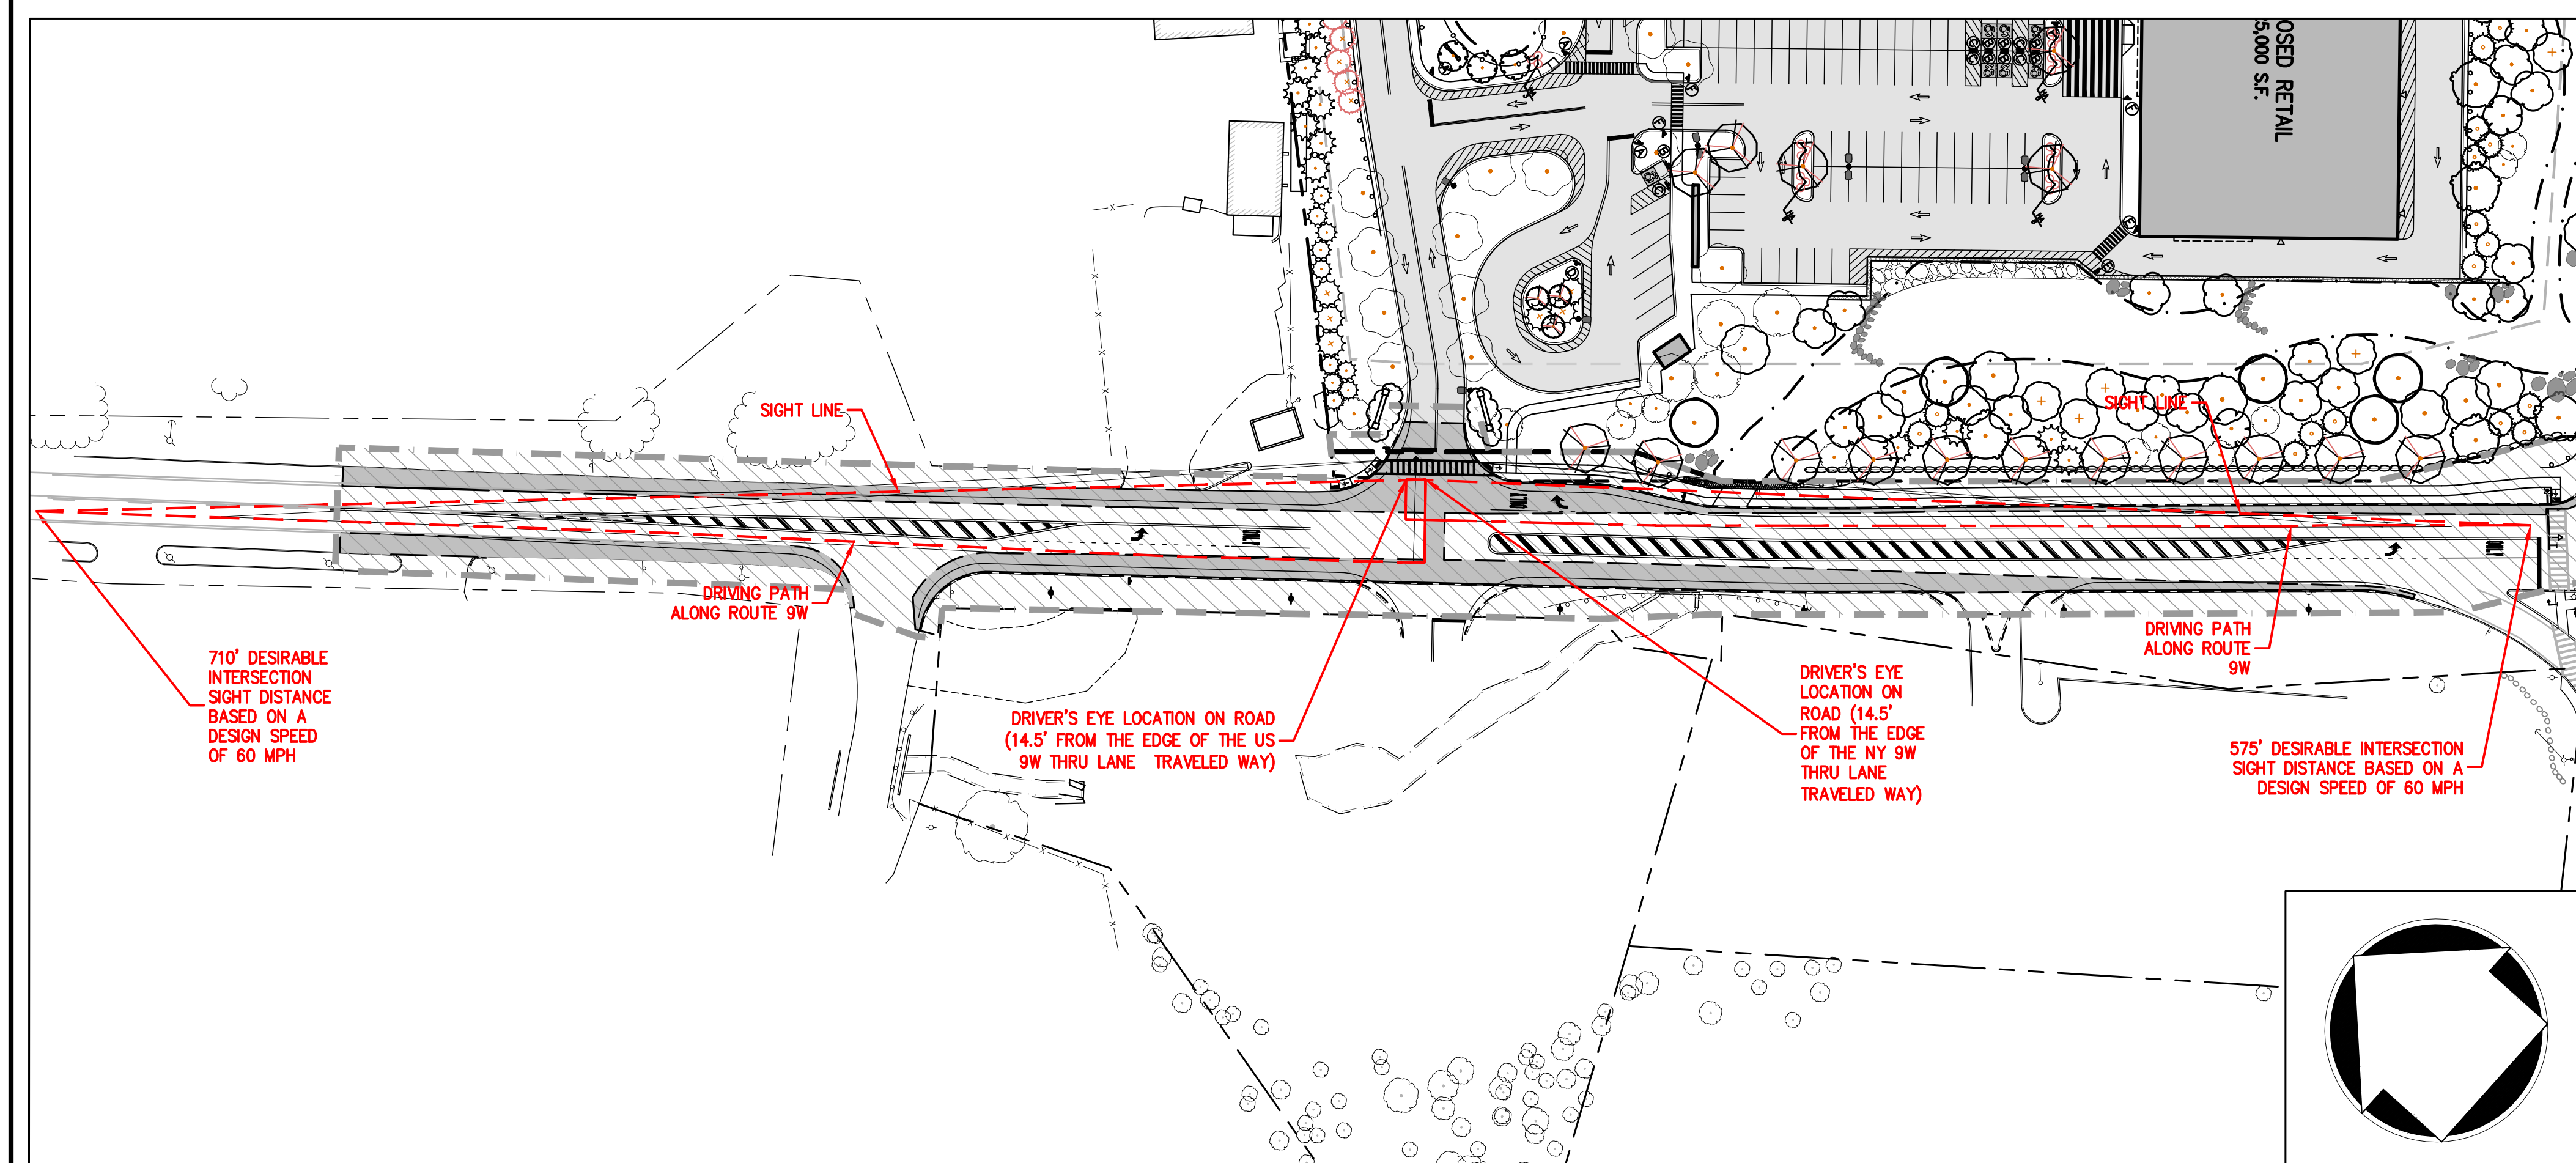 OSED RETAIL
5,000 S.F.
SIGHT LINE
SIGHT LINE
ONLY
ONLY
ONLY
DRIVING PATH
ALONG ROUTE 9W
710' DESIRABLE
INTERSECTION
SIGHT DISTANCE
BASED ON A
DESIGN SPEED
OF 60 MPH
DRIVER'S EYE LOCATION ON ROAD
(14.5' FROM THE EDGE OF THE US
9W THRU LANE TRAVELED WAY)
DRIVER'S EYE
LOCATION ON
ROAD (14.5'
FROM THE EDGE
OF THE NY 9W
THRU LANE
TRAVELED WAY)
DRIVING PATH
ALONG ROUTE
9W
575' DESIRABLE INTERSECTION
SIGHT DISTANCE BASED ON A
DESIGN SPEED OF 60 MPH